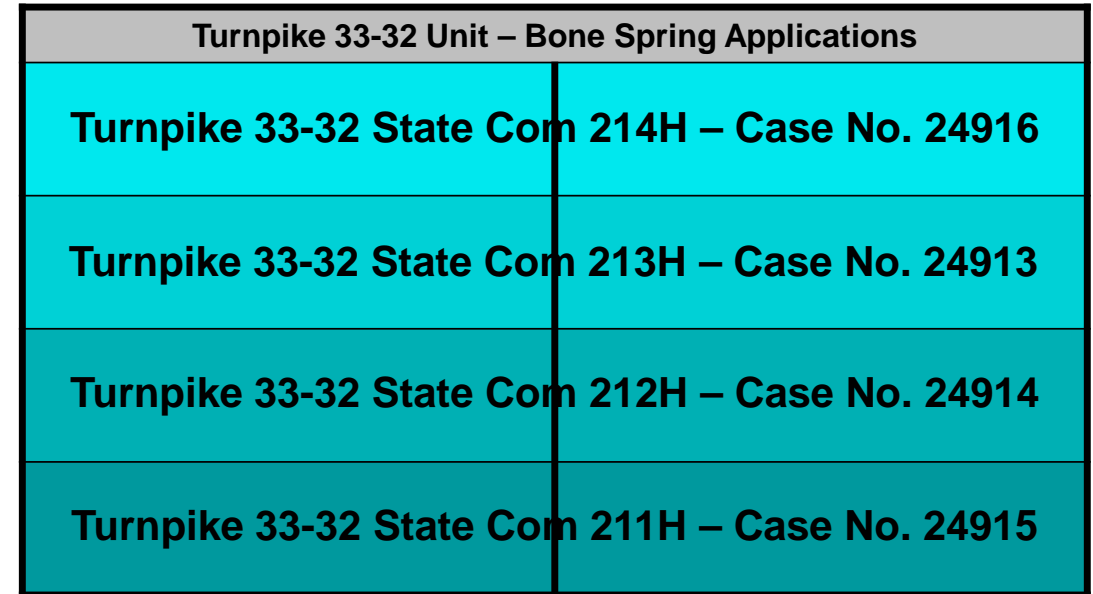 Turnpike 33-32 Unit – Bone Spring Applications
Turnpike 33-32 State Com 214H – Case No. 24916
Turnpike 33-32 State Com 213H – Case No. 24913
Turnpike 33-32 State Com 212H – Case No. 24914
Turnpike 33-32 State Com 211H – Case No. 24915